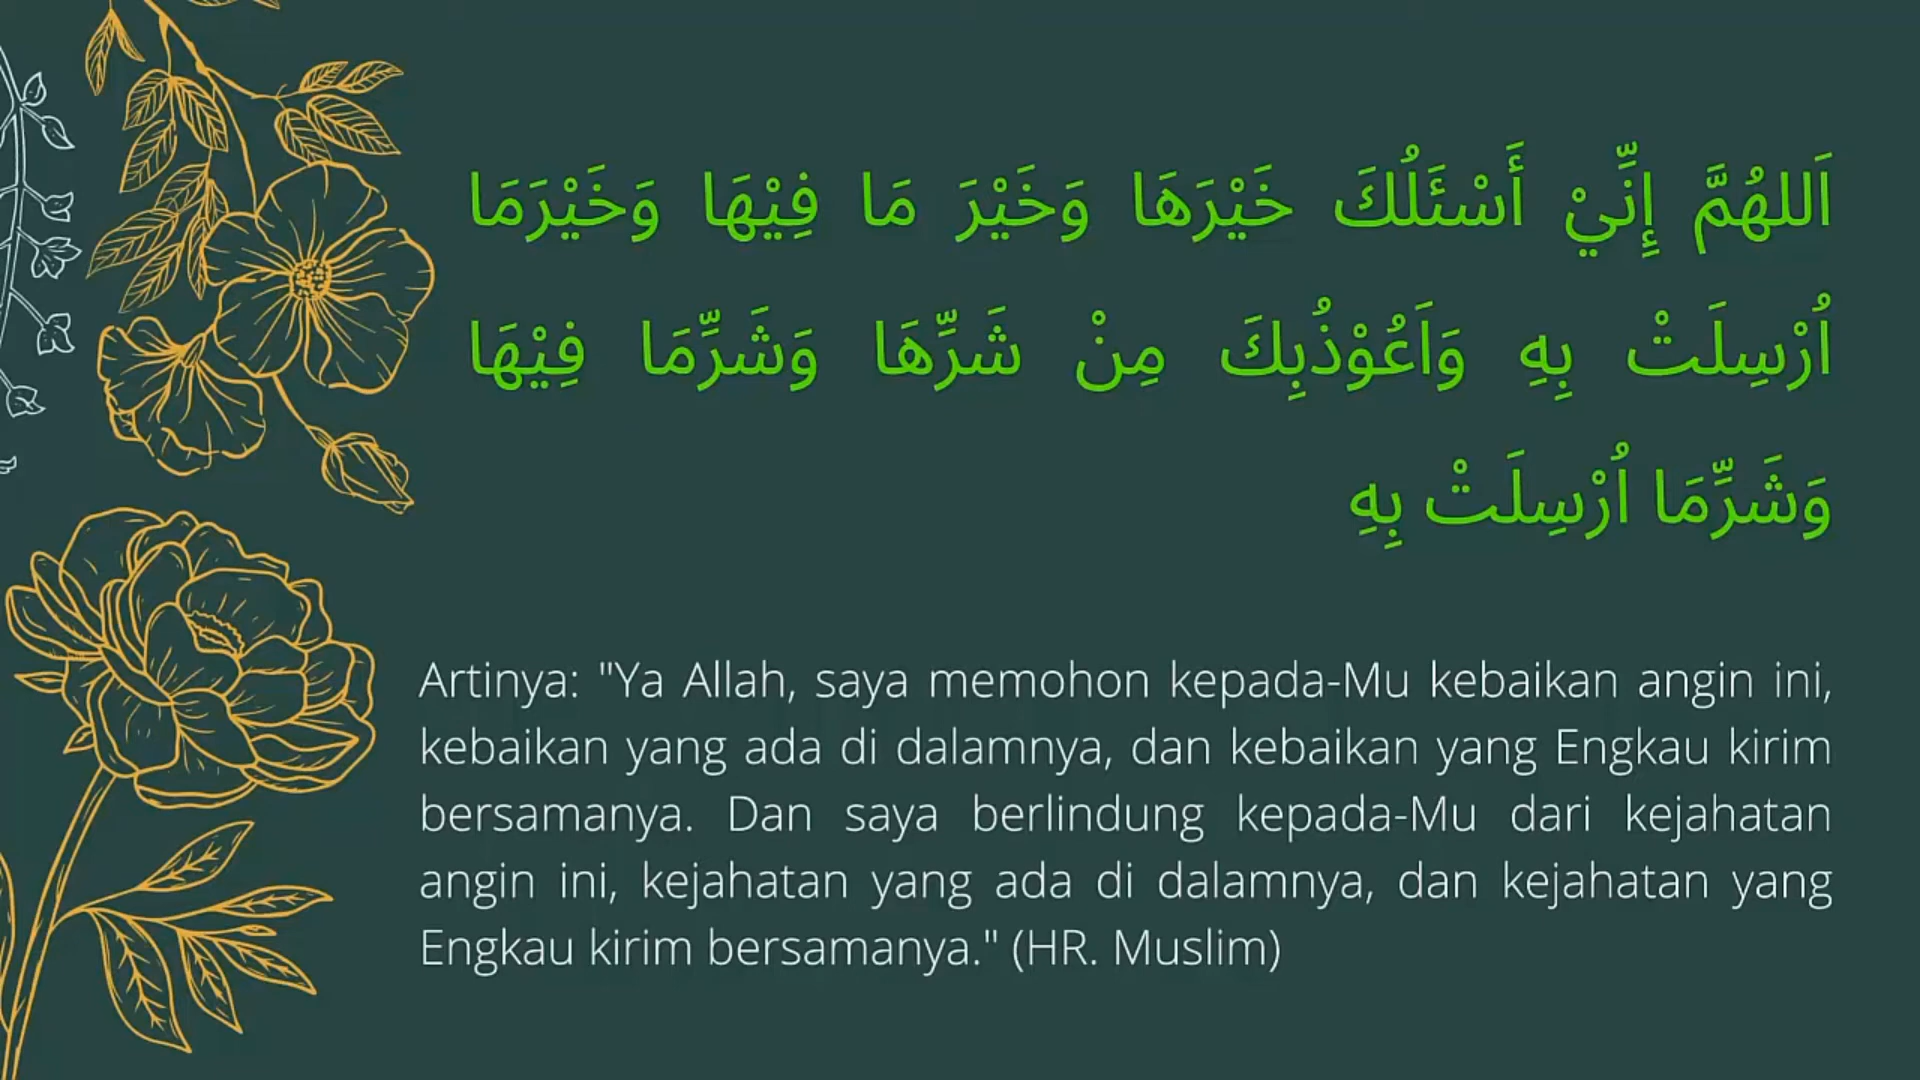 اَللهُمَّ إِنِّيْ أَسْئَلُكَ خَيْرَهَا وَخَيْرَ مَا فِيْهَا وَخَيْرَمَا
اُرْسِلَتْ بِهِ وَاَعُوْذُبِكَ مِنْ شَرِّهَا وَشَرِّمَا فِيْهَا
وَشَرِّمَا اُرْسِلَتْ بِهِ
Artinya: "Ya Allah, saya memohon kepada-Mu kebaikan angin ini,
kebaikan yang ada di dalamnya, dan kebaikan yang Engkau kirim
bersamanya. Dan saya berlindung kepada-Mu dari kejahatan
angin ini, kejahatan yang ada di dalamnya, dan kejahatan yang
Engkau kirim bersamanya." (HR. Muslim)